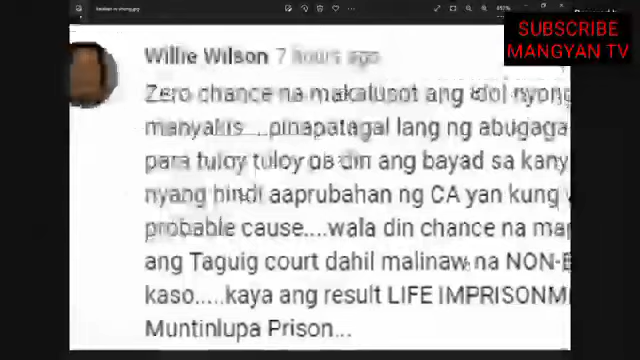 SUBSCRIBE
MANGYAN TV
Willie Wilson 7 hours ago
Zero chance na makalusot ang idol nyong
manyakis....pinapatagal lang ng abugaga
para tuloy tuloy pa din ang bayad sa kany
nyang hindi aaprubahan ng CA yan kung
probable cause....wala din chance na
ang Taguig court dahil malinaw na NON-
kaso.....kaya ang result LIFE IMPRISONM
Muntinlupa Prison...